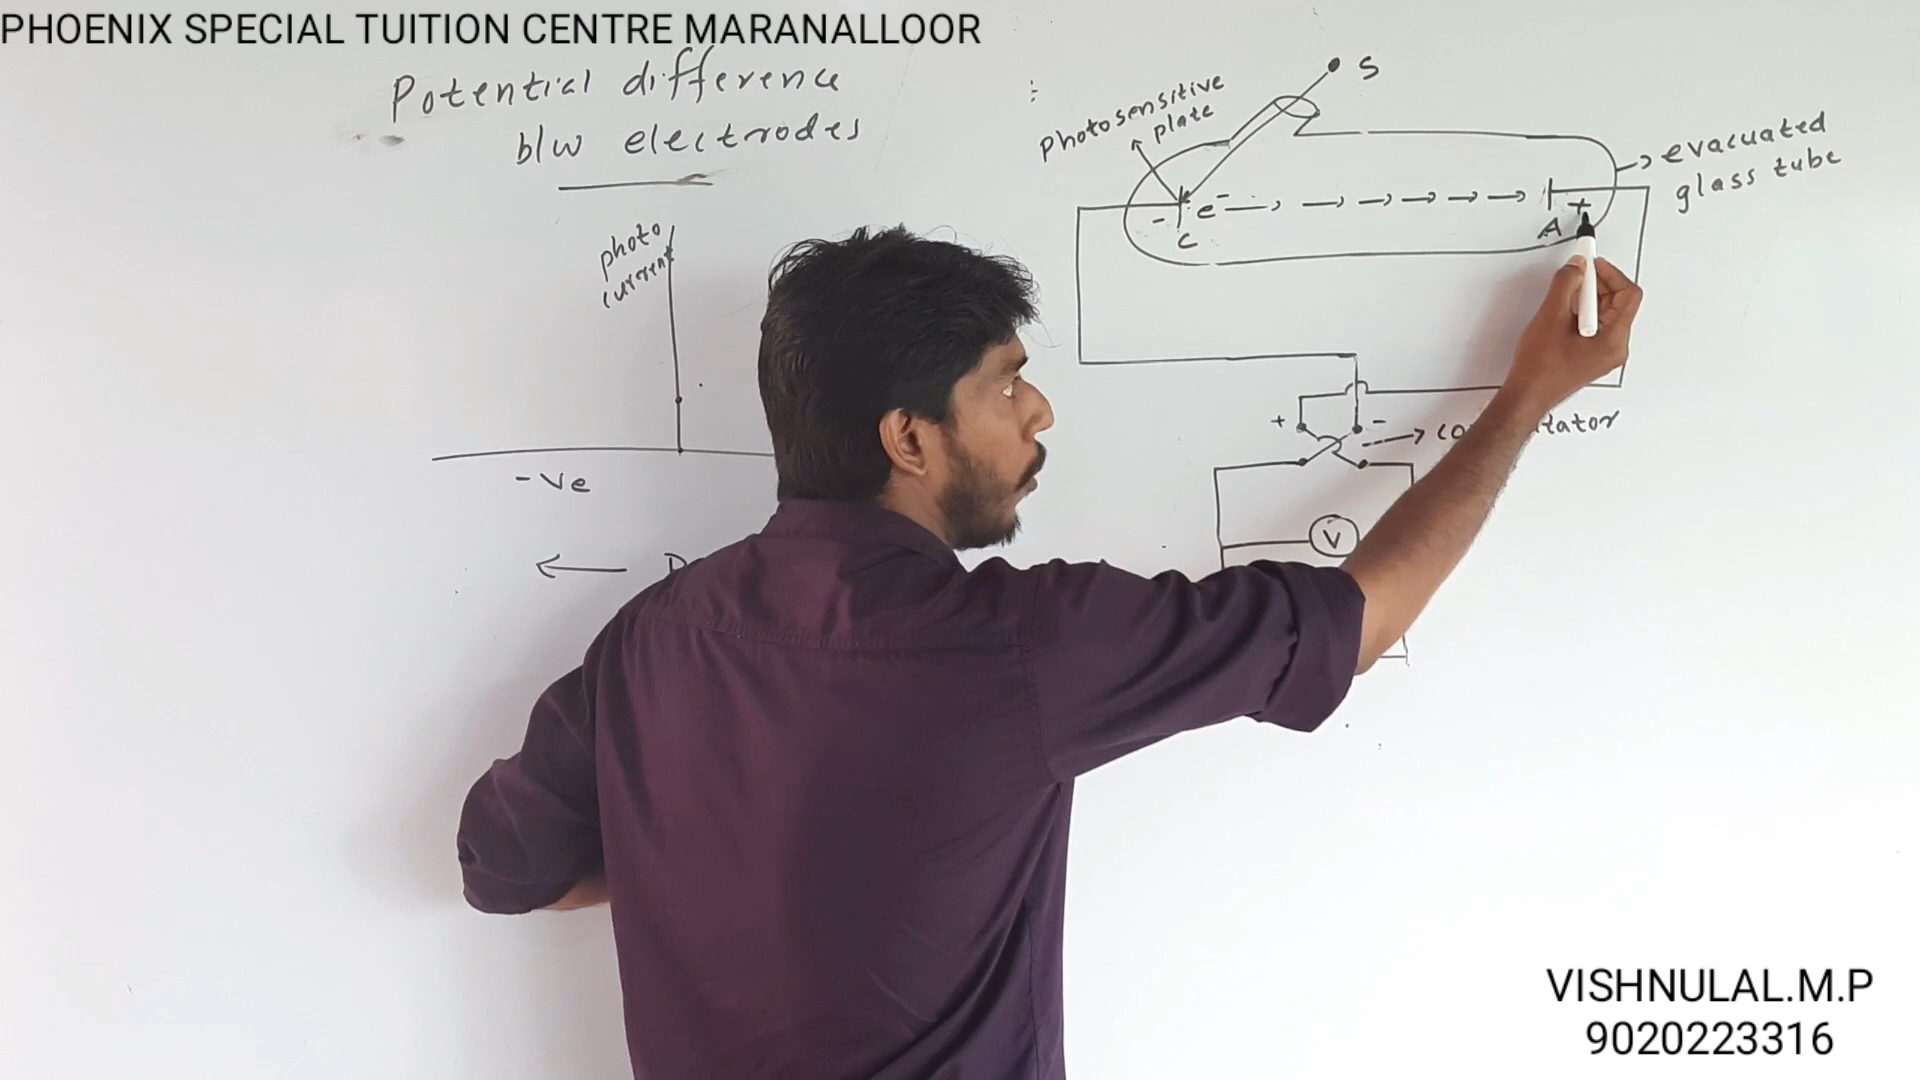 PHOENIX SPECIAL TUITION CENTRE MARANALLOOR
Potential difference
b/w electrodes
photo
current
-ve
photosensitive
plate
S
evacuated
glass tube
-
e-
+
C
A
+
-
V
VISHNULAL.M.P
9020223316